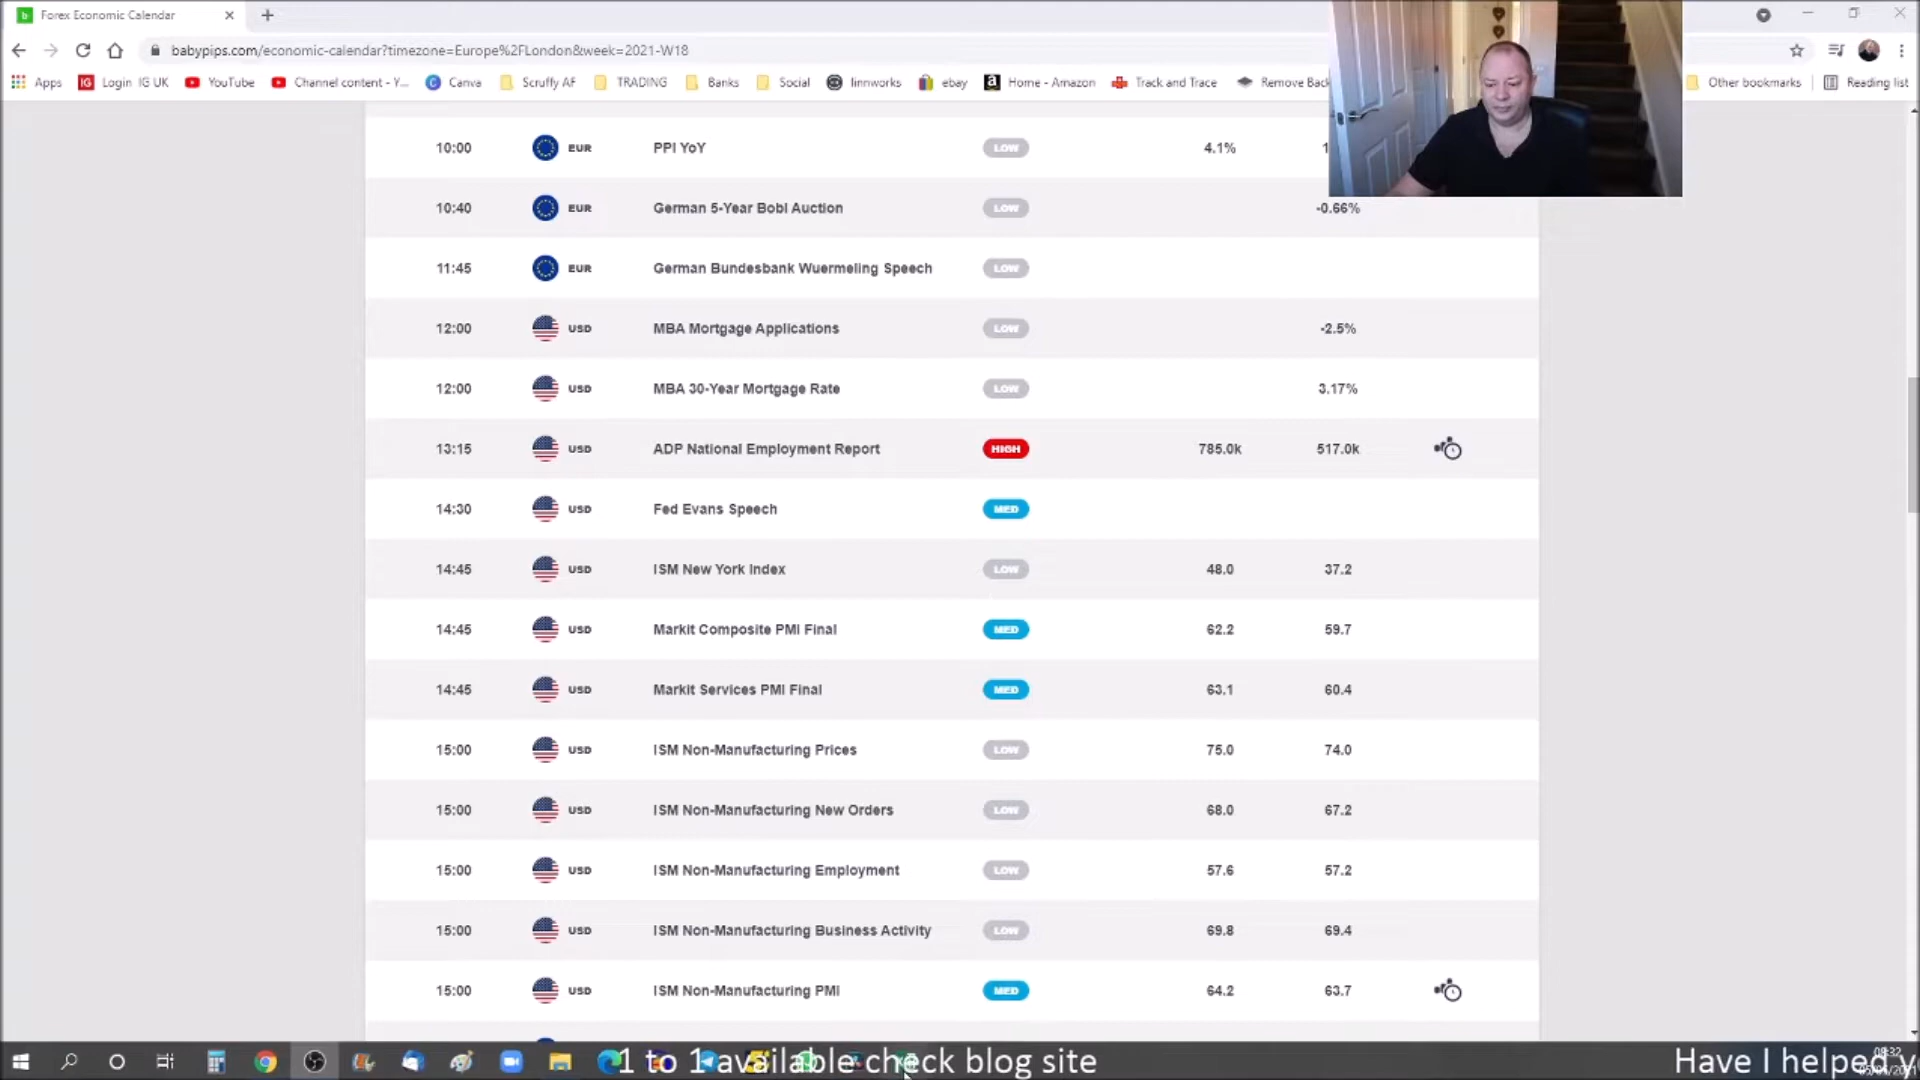 Forex Economic Calendar
babypips.com/economic-calendar?timezone=Europe%2FLondon&week=2021-W18
Apps Login IG UK YouTube Channel content - Y... Canva Scruffy AF TRADING Banks Social linnworks ebay Home - Amazon Track and Trace Remove Back Other bookmarks Reading list
10:00 EUR PPI YoY LOW 4.1% 1
10:40 EUR German 5-Year Bobl Auction LOW -0.66%
11:45 EUR German Bundesbank Wuermeling Speech LOW
12:00 USD MBA Mortgage Applications LOW -2.5%
12:00 USD MBA 30-Year Mortgage Rate LOW 3.17%
13:15 USD ADP National Employment Report HIGH 785.0k 517.0k
14:30 USD Fed Evans Speech MED
14:45 USD ISM New York Index LOW 48.0 37.2
14:45 USD Markit Composite PMI Final MED 62.2 59.7
14:45 USD Markit Services PMI Final MED 63.1 60.4
15:00 USD ISM Non-Manufacturing Prices LOW 75.0 74.0
15:00 USD ISM Non-Manufacturing New Orders LOW 68.0 67.2
15:00 USD ISM Non-Manufacturing Employment LOW 57.6 57.2
15:00 USD ISM Non-Manufacturing Business Activity LOW 69.8 69.4
15:00 USD ISM Non-Manufacturing PMI MED 64.2 63.7
1 to 1 available check blog site Have I helped y